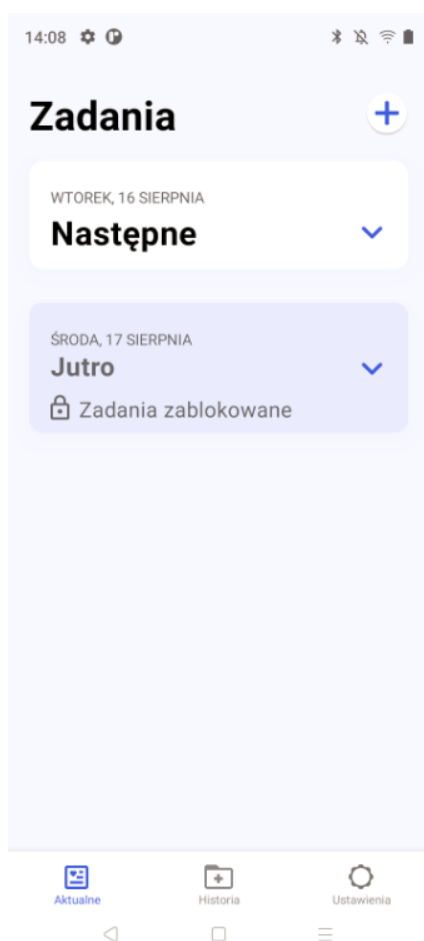 14:08
Zadania
WTOREK, 16 SIERPNIA
Następne
ŚRODA, 17 SIERPNIA
Jutro
Zadania zablokowane
Aktualne
Historia
Ustawienia